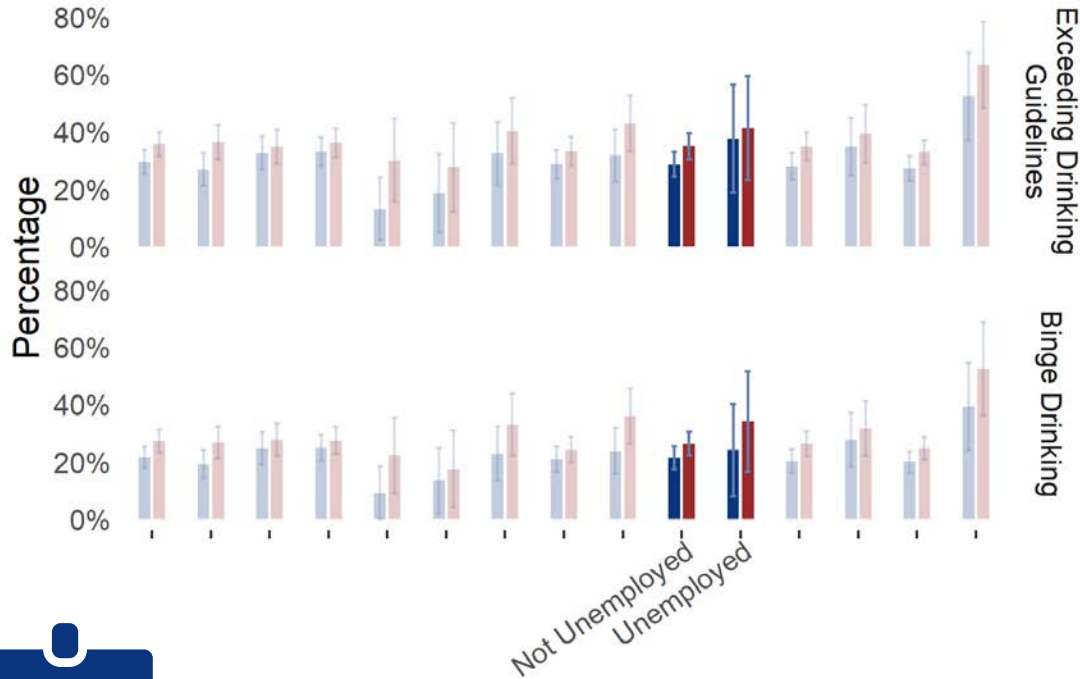 Percentage
80%
60%
40%
20%
0%
Exceeding Drinking
Guidelines
80%
60%
40%
20%
0%
Binge Drinking
Not Unemployed
Unemployed